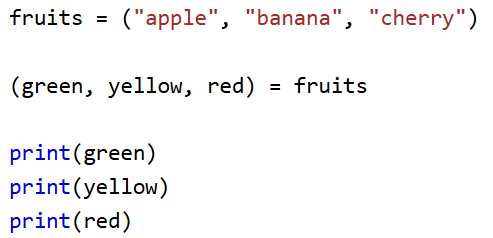 fruits = ("apple", "banana", "cherry")
(green, yellow, red) = fruits
print(green)
print(yellow)
print(red)